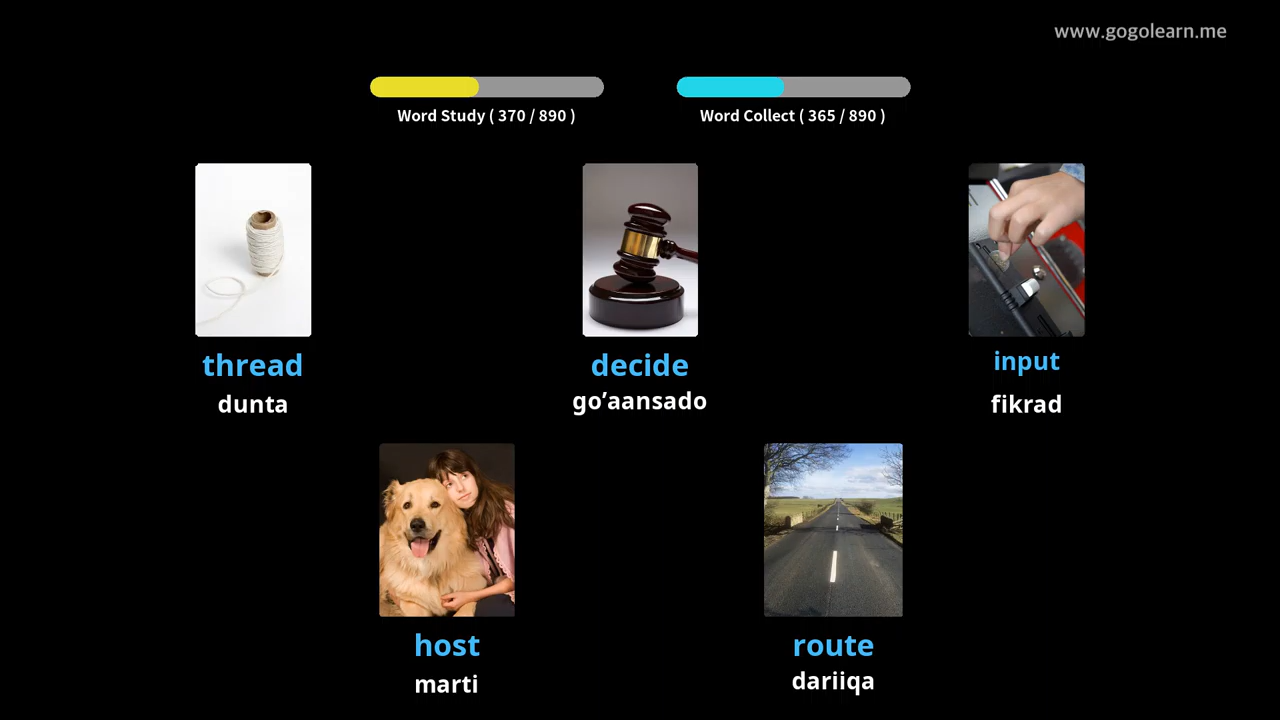 www.gogolearn.me
Word Study ( 370 / 890 )
Word Collect ( 365 / 890 )
thread
dunta
decide
go’aansado
input
fikrad
host
marti
route
dariiqa